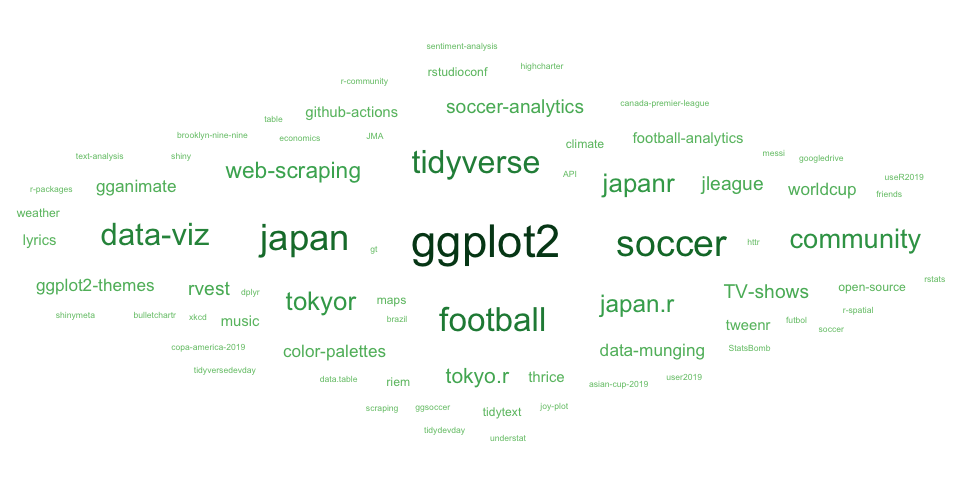 sentiment-analysis
rstudioconf
highcharter
r-community
github-actions
soccer-analytics
canada-premier-league
table
brooklyn-nine-nine
economics
JMA
climate
football-analytics
text-analysis
shiny
web-scraping
tidyverse
API
messi
googledrive
r-packages
gganimate
japanr
jleague
worldcup
useR2019
friends
weather
lyrics
data-viz
japan
gt
ggplot2
soccer
httr
community
ggplot2-themes
rvest
dplyr
tokyor
maps
japan.r
TV-shows
open-source
rstats
shinymeta
bulletchartr
xkcd
music
brazil
football
tweenr
futbol
r-spatial
soccer
copa-america-2019
color-palettes
data-munging
StatsBomb
tidyversedevday
data.table
riem
tokyo.r
thrice
asian-cup-2019
user2019
scraping
ggsoccer
tidytext
joy-plot
tidydevday
understat